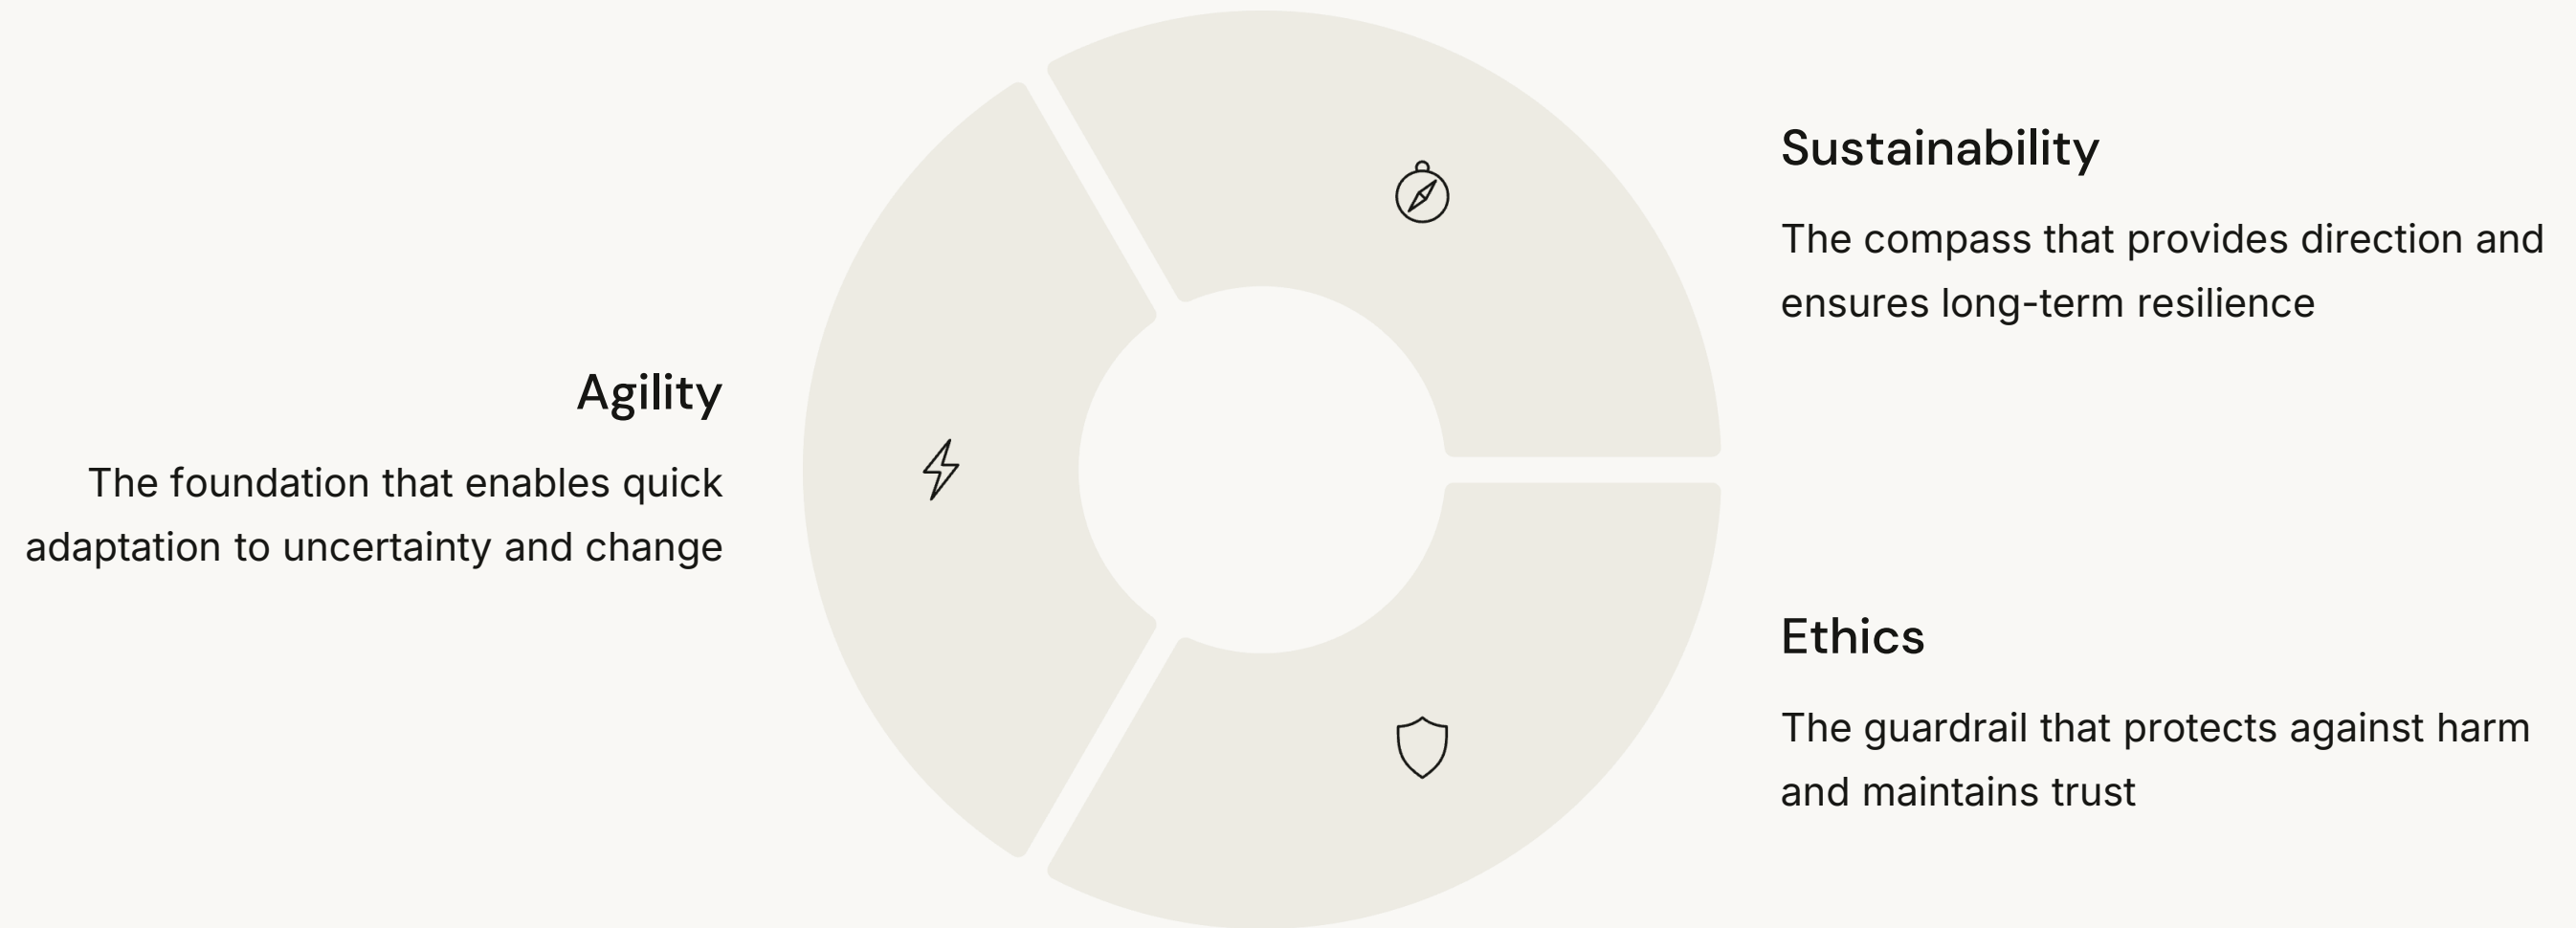 Agility
The foundation that enables quick
adaptation to uncertainty and change
Sustainability
The compass that provides direction and
ensures long-term resilience
Ethics
The guardrail that protects against harm
and maintains trust